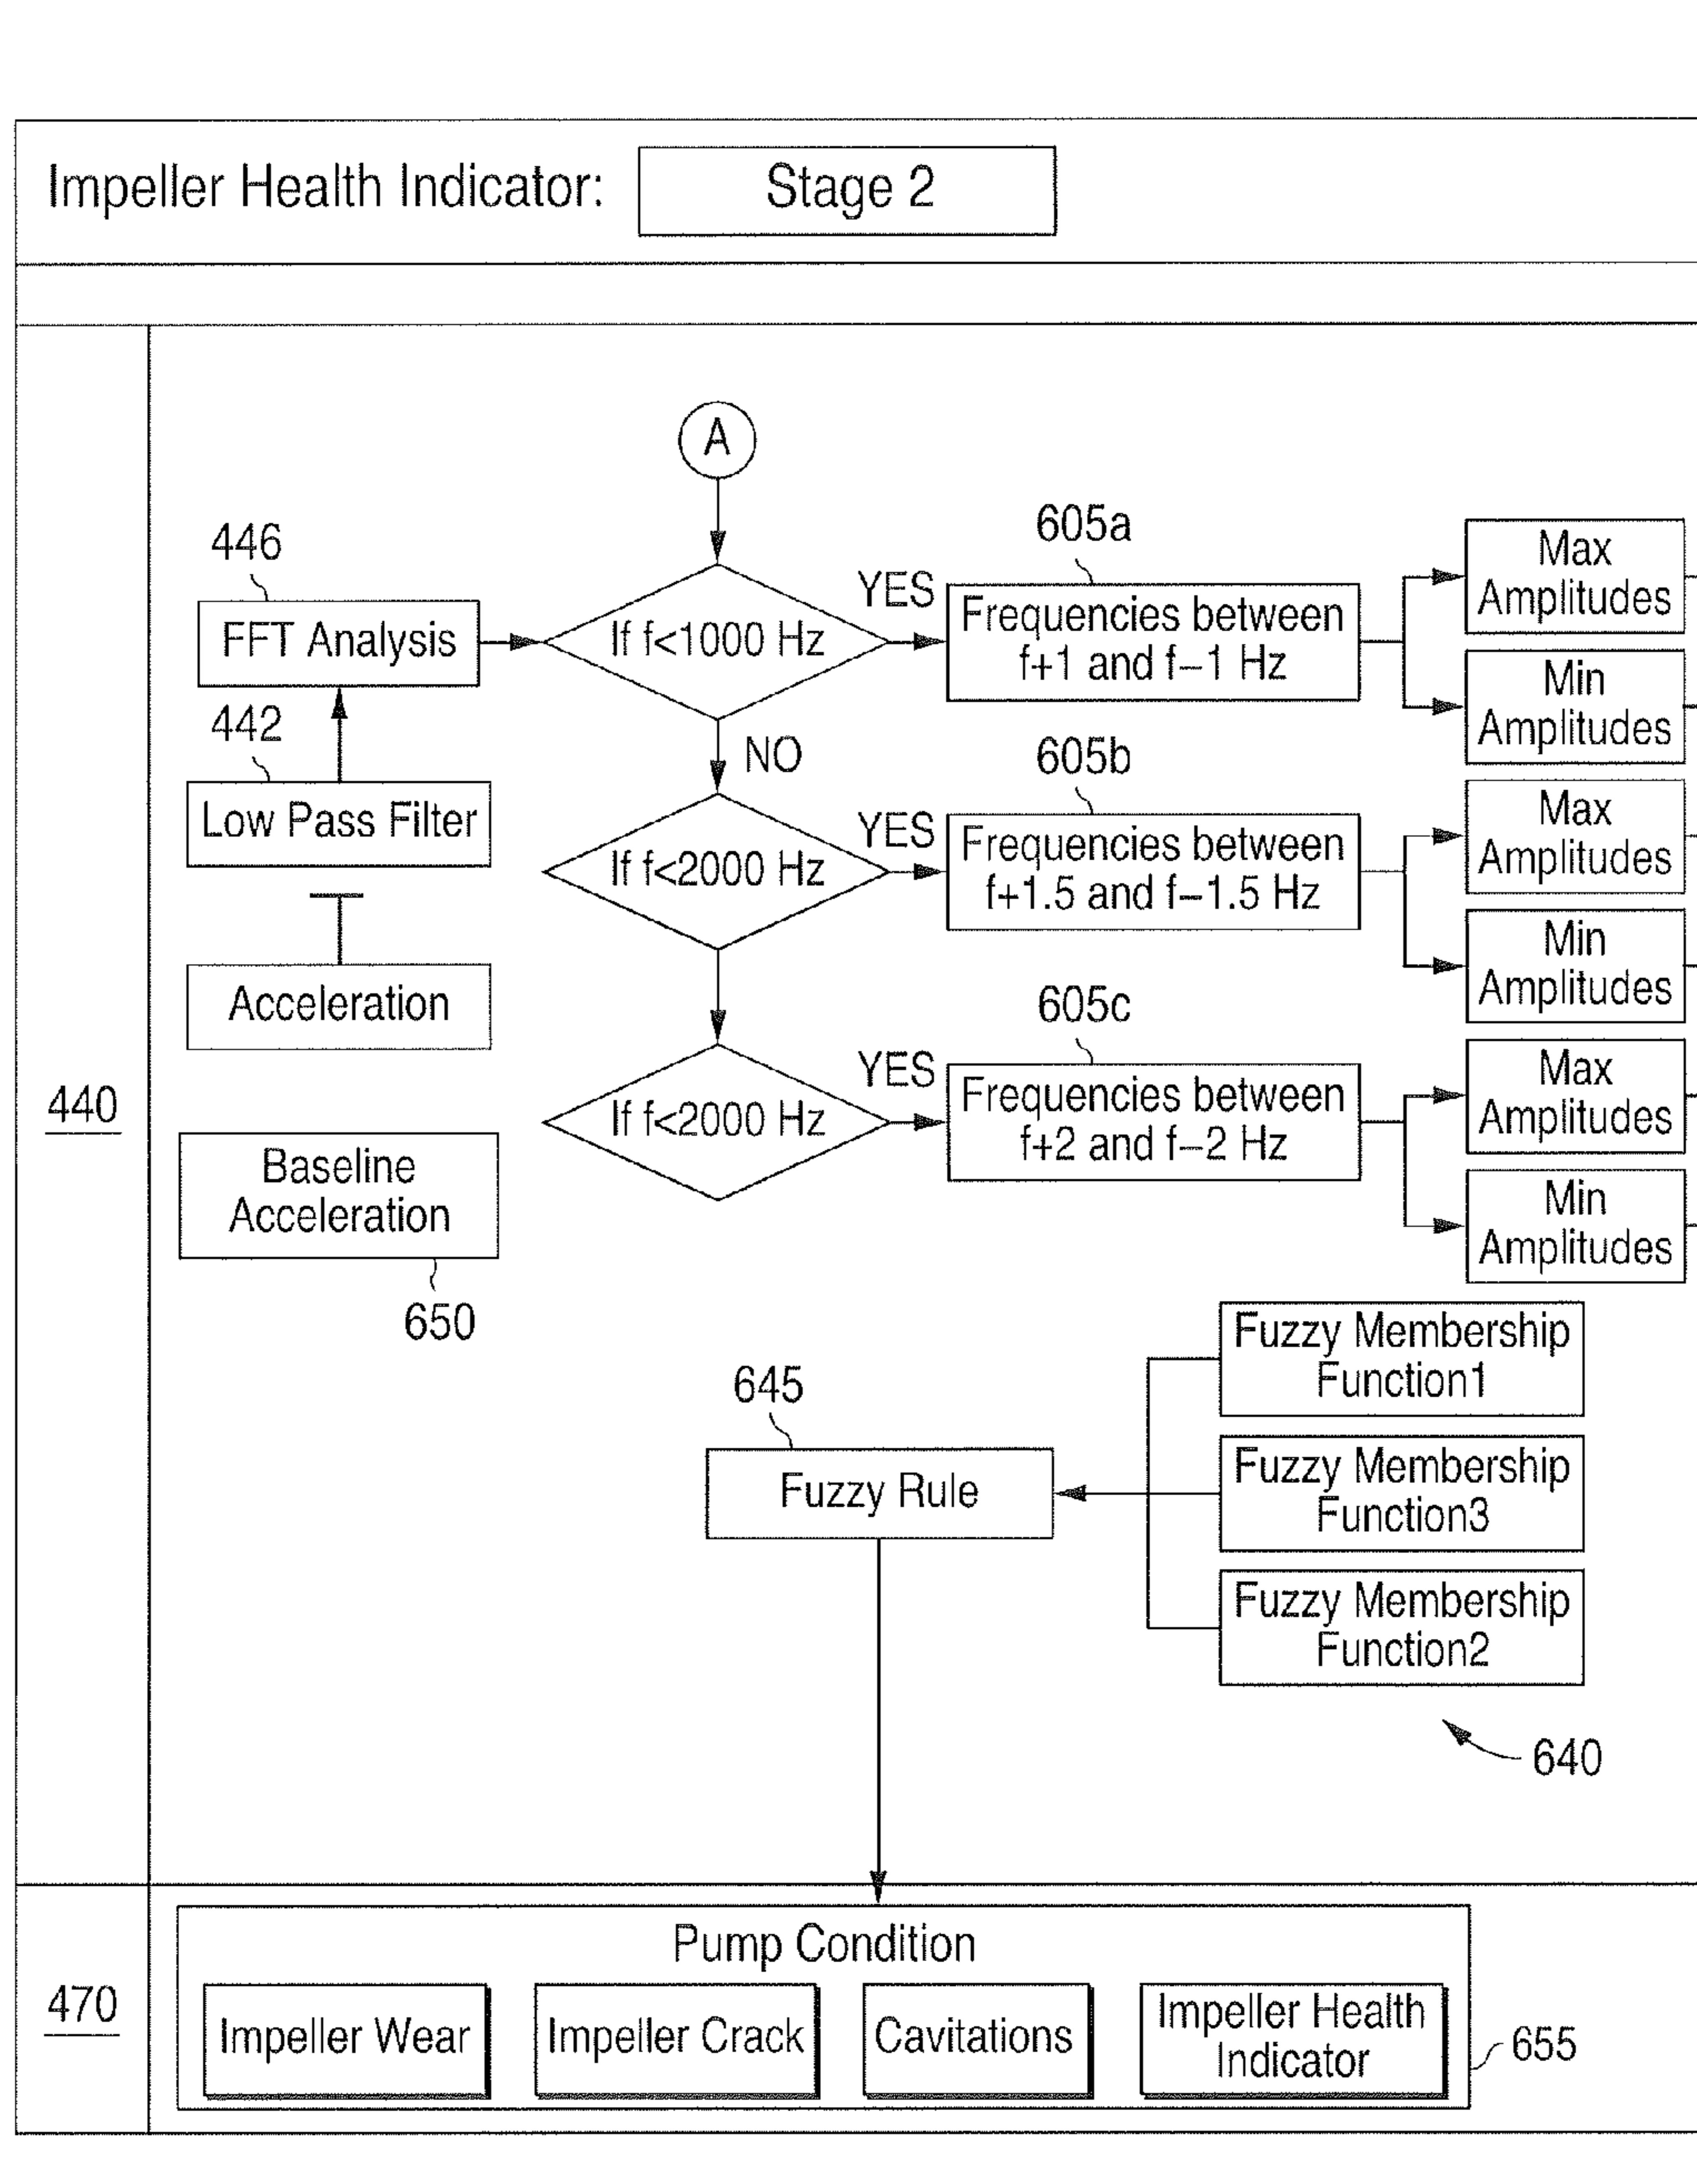 Impeller Health Indicator:
Stage 2
A
446
FFT Analysis
442
Low Pass Filter
Acceleration
440
Baseline
Acceleration
650
If f<1000 Hz
YES
NO
605a
Frequencies between
f+1 and f−1 Hz
Max
Amplitudes
Min
Amplitudes
If f<2000 Hz
YES
605b
Frequencies between
f+1.5 and f−1.5 Hz
Max
Amplitudes
Min
Amplitudes
If f<2000 Hz
YES
605c
Frequencies between
f+2 and f−2 Hz
Max
Amplitudes
Min
Amplitudes
Fuzzy Membership
Function1
Fuzzy Membership
Function3
Fuzzy Membership
Function2
640
645
Fuzzy Rule
470
Pump Condition
Impeller Wear
Impeller Crack
Cavitations
Impeller Health
Indicator
655